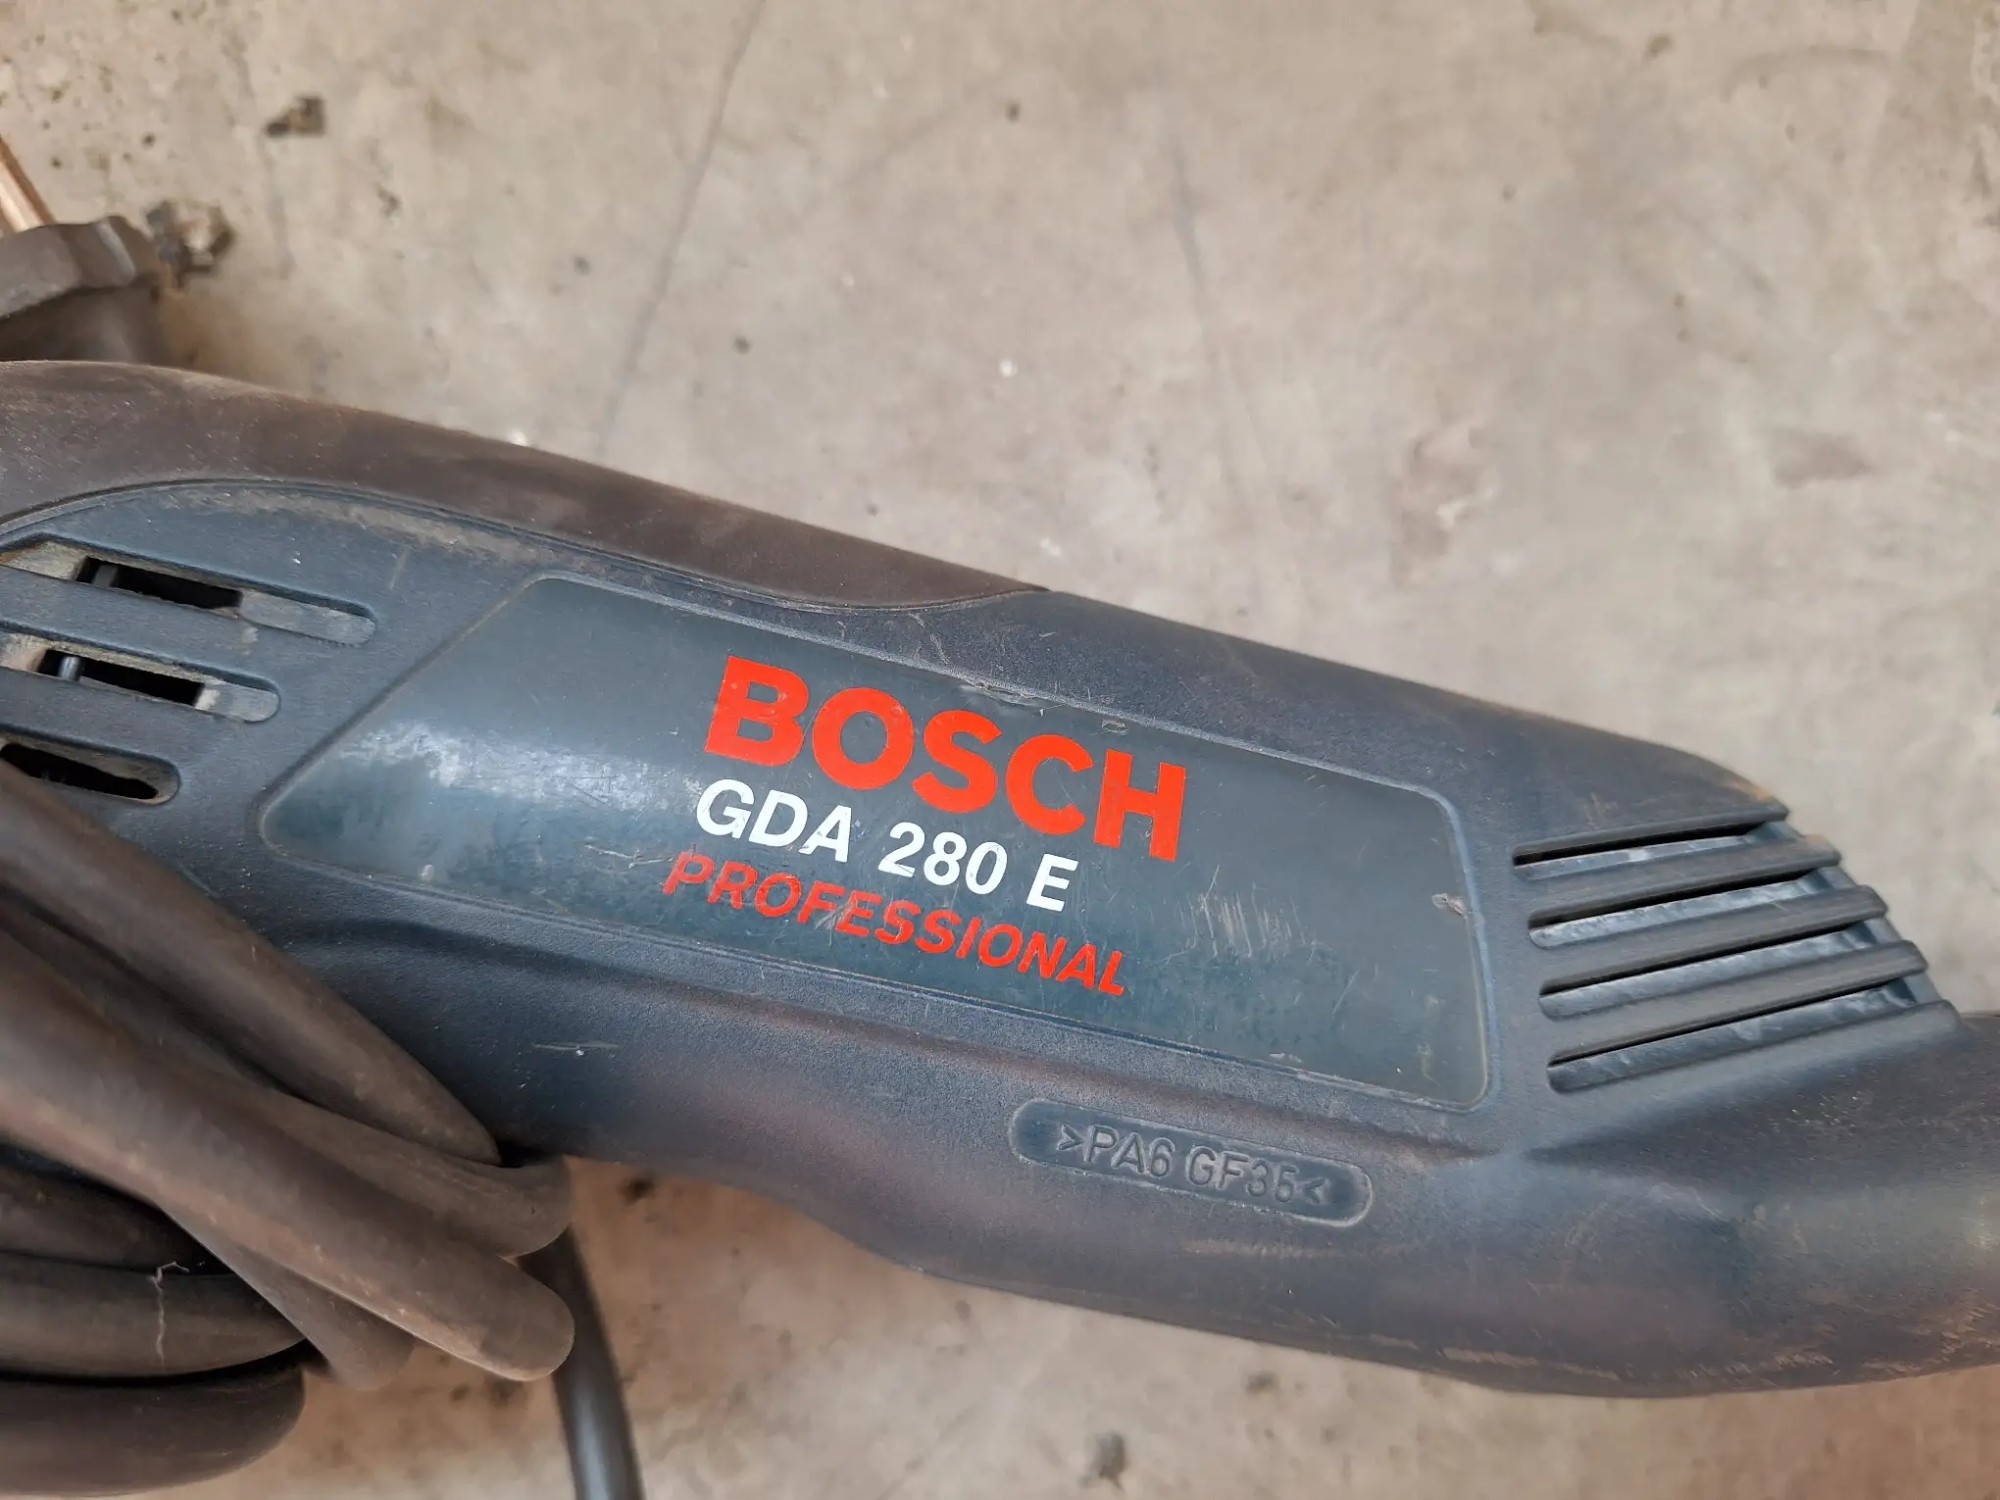 BOSCH
GDA 280 E
PROFESSIONAL
>PA6 GF35<